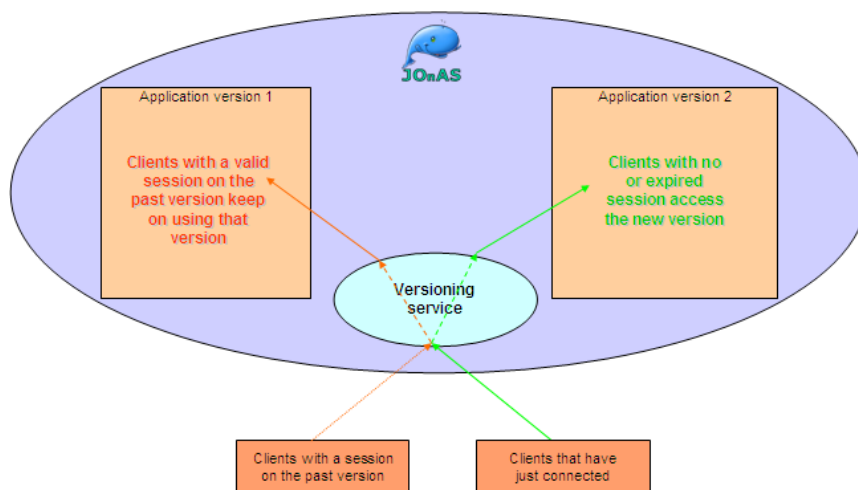 JOnAS
Application version 1
Clients with a valid
session on the
past version keep
on using that
version
Application version 2
Clients with no
or expired
session access
the new version
Versioning
service
Clients with a session
on the past version
Clients that have
just connected